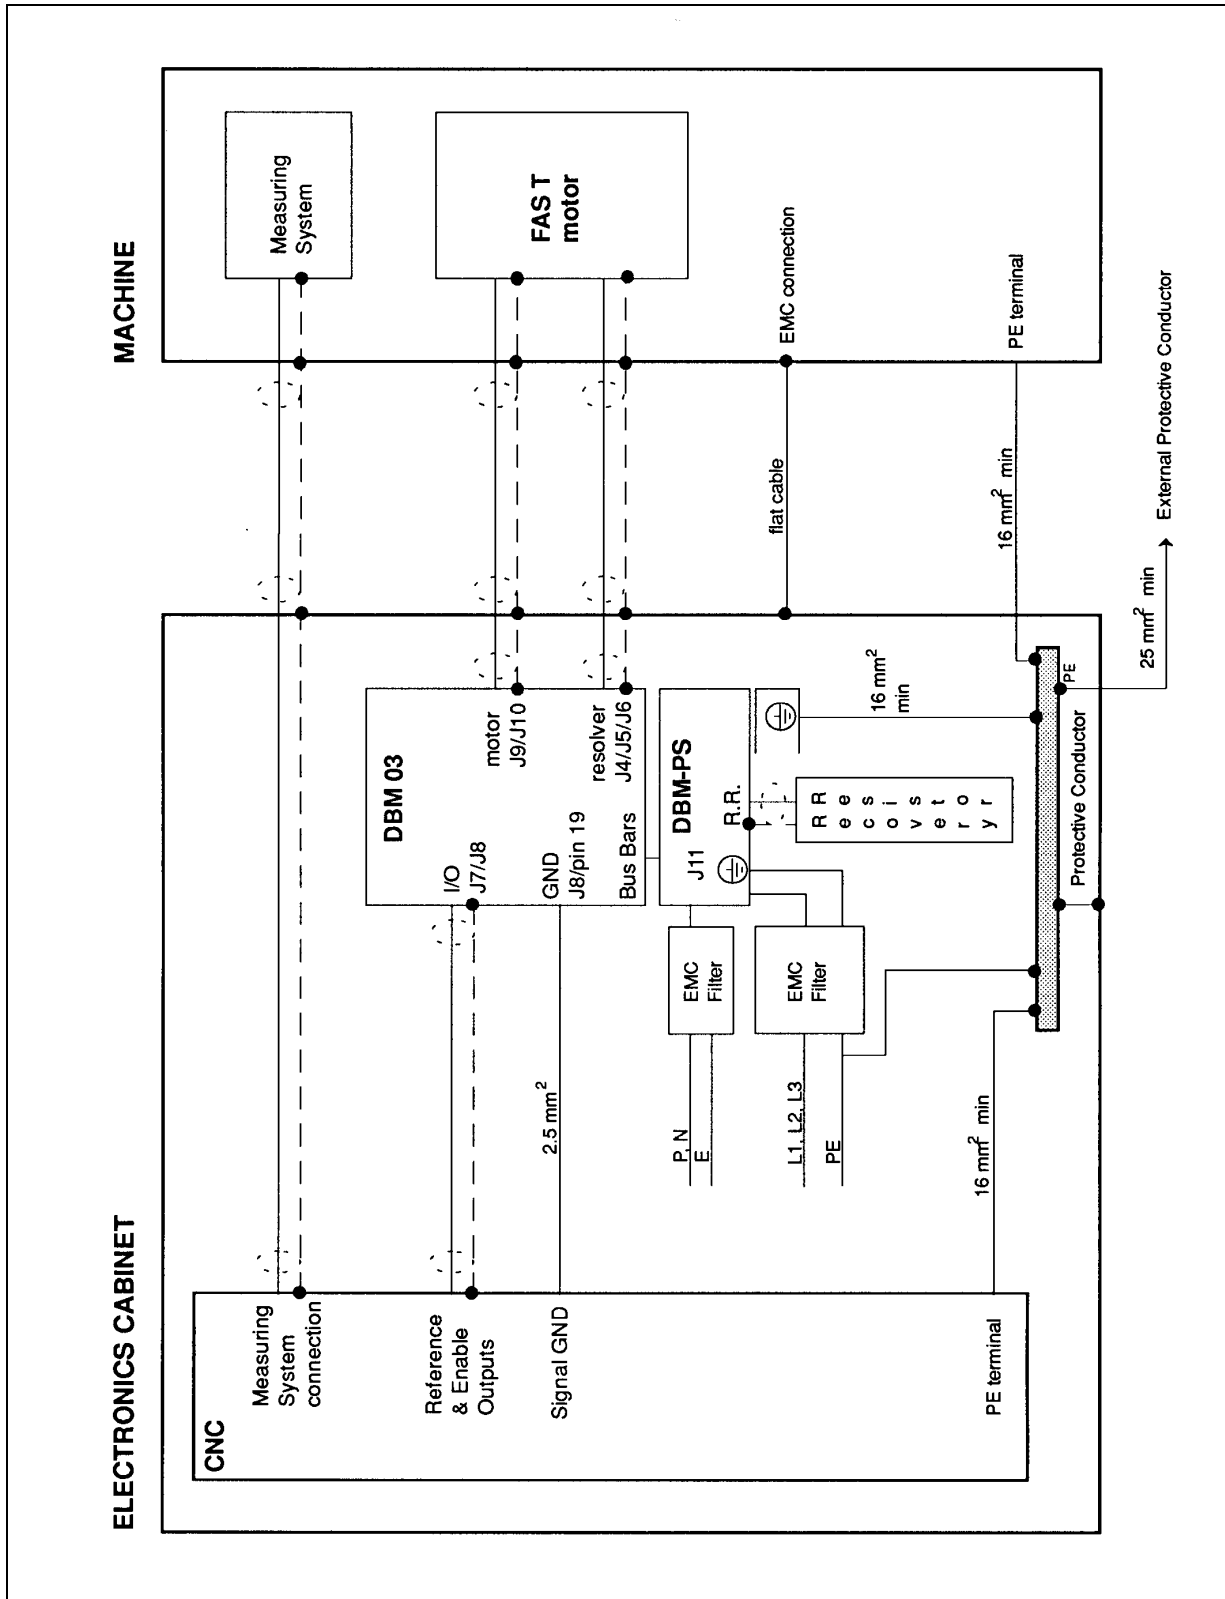 ELECTRONICS CABINET
MACHINE
CNC
Measuring
System
connection
Reference
& Enable
Outputs
Signal GND
PE terminal
2.5 mm²
16 mm² min
DBM 03
I/O
J7/J8
GND
J8/pin 19
Bus Bars
motor
J9/J10
resolver
J4/J5/J6
DBM-PS
J11
R.R.
EMC
Filter
P, N
E
EMC
Filter
L1, L2, L3
PE
R R
e e
c s
o i
v s
e t
r o
y r
16 mm²
min
Protective Conductor
PE
25 mm² min
External Protective Conductor
16 mm² min
flat cable
Measuring
System
FAS T
motor
EMC connection
PE terminal